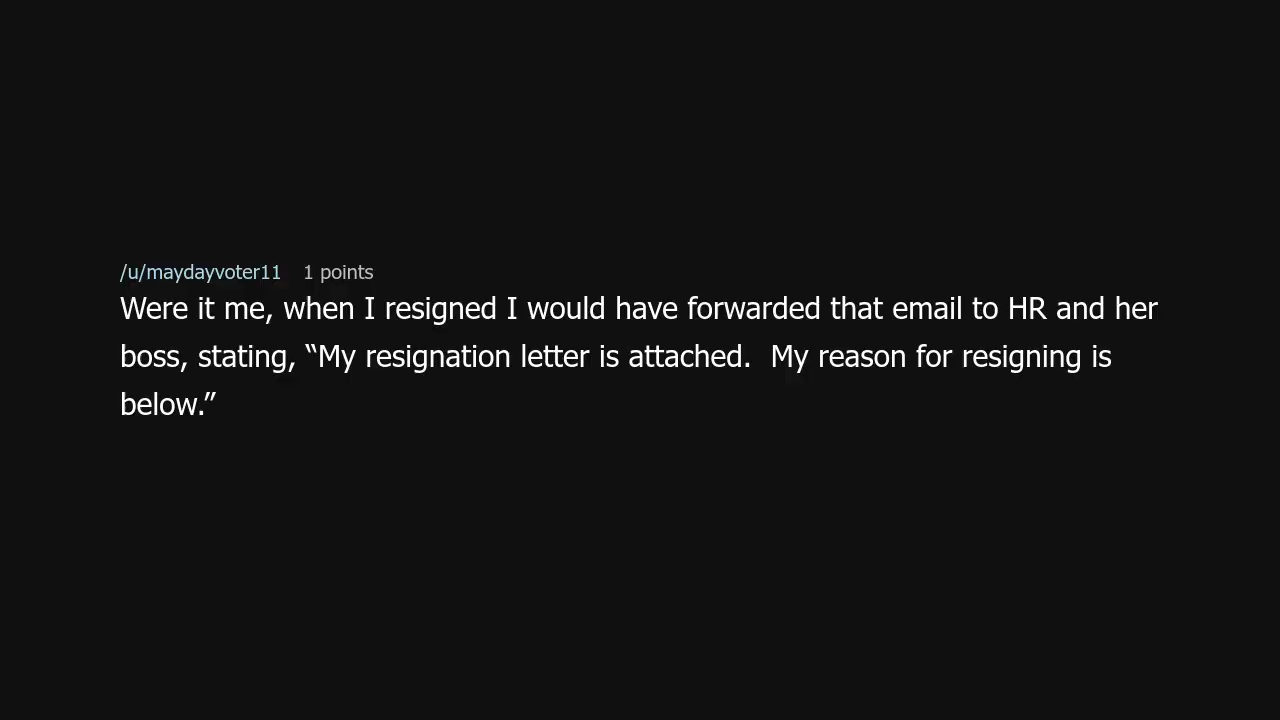 /u/maydayvoter11 1 points
Were it me, when I resigned I would have forwarded that email to HR and her
boss, stating, “My resignation letter is attached.  My reason for resigning is
below.”